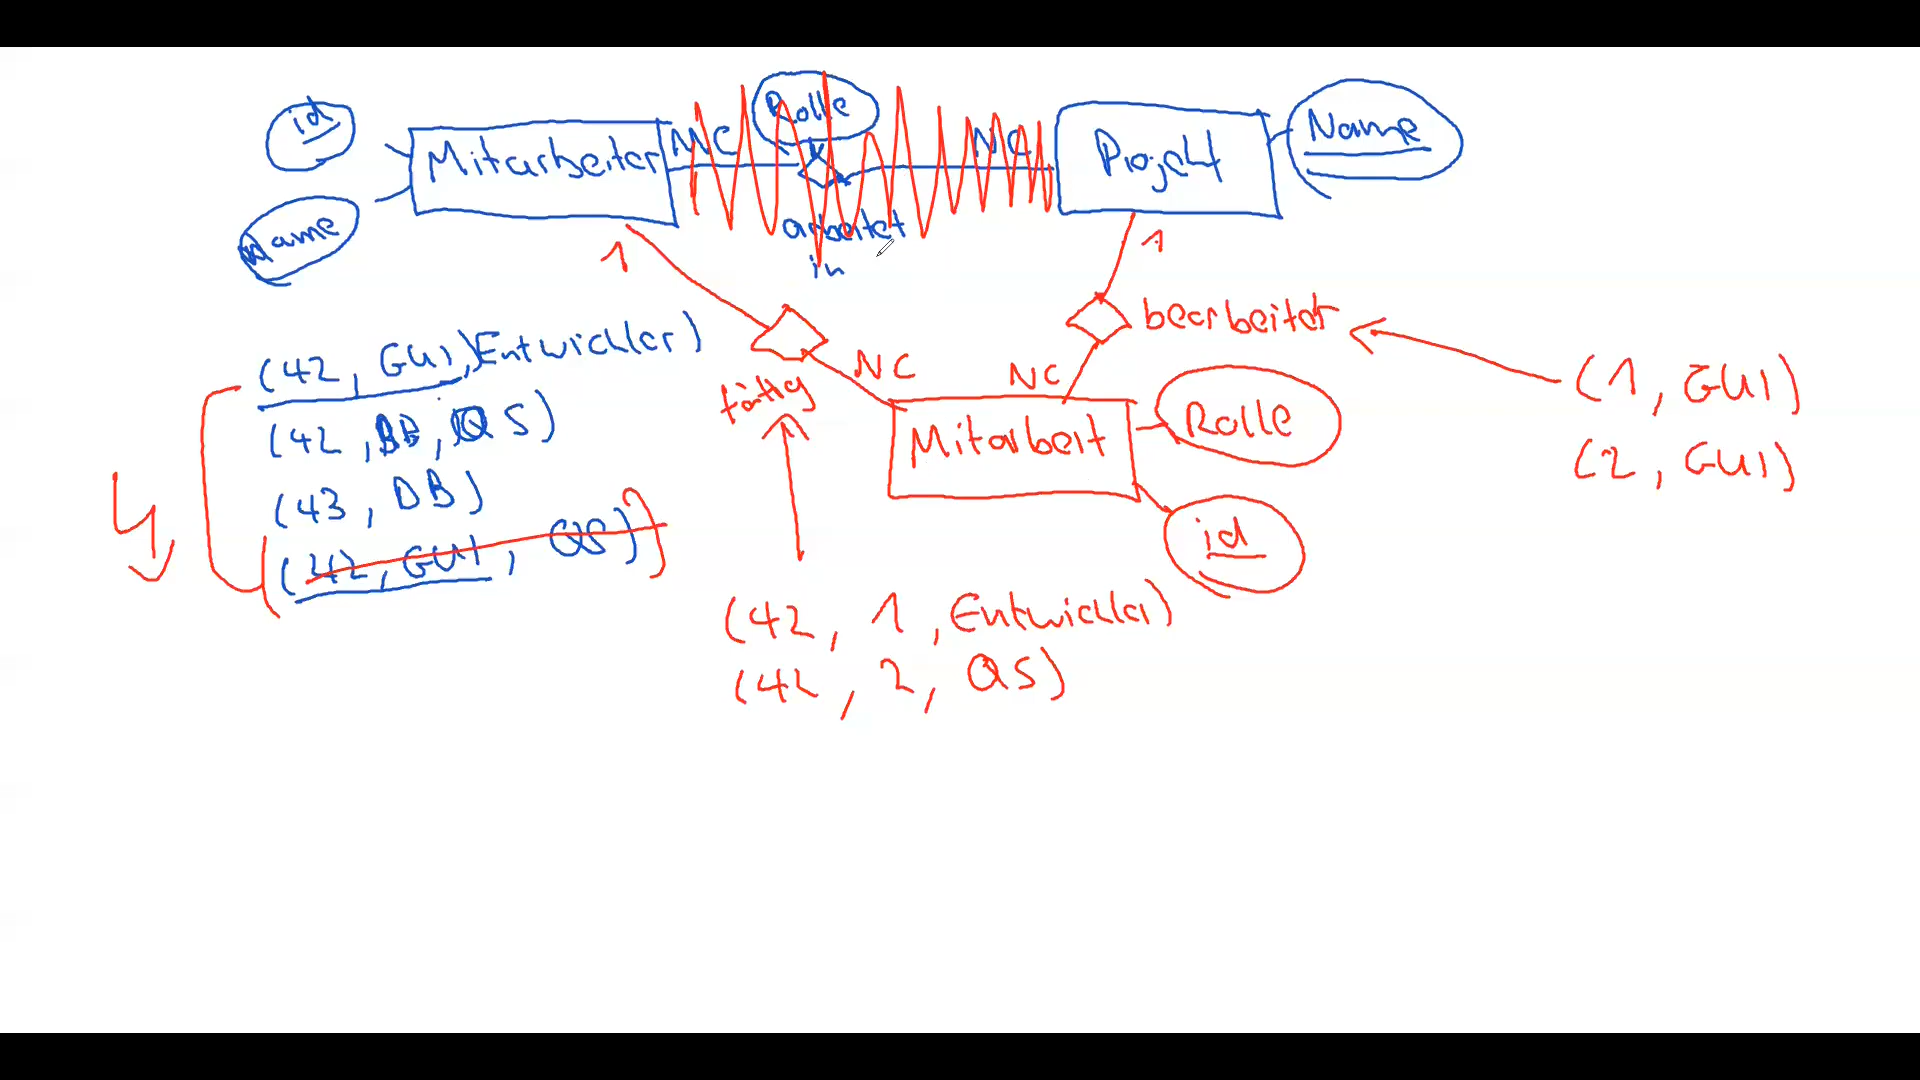 id
Mitarbeiter
NC
Rolle
NC
Projekt
Name
Name
arbeitet
in
1
1
tätig
NC
NC
bearbeitet
Mitarbeit
Rolle
id
(42, GUI, Entwickler)
(42, DB, QS)
(43, DB)
(42, GUI, QS)
(1, GUI)
(2, GUI)
(42, 1, Entwickler)
(42, 2, QS)